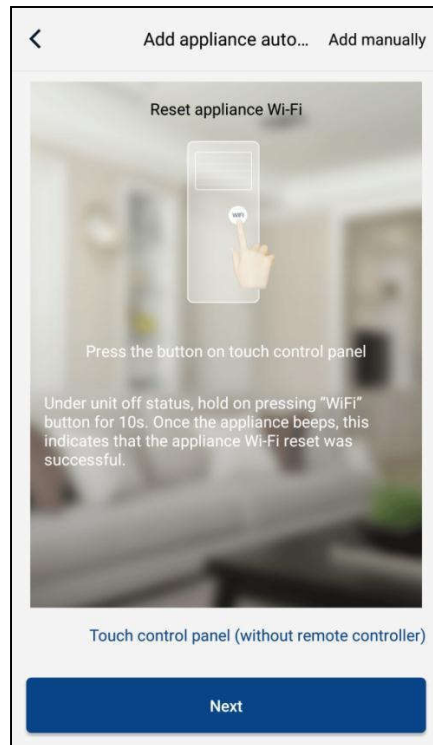 Add appliance auto... Add manually
Reset appliance Wi-Fi
WiFi
Press the button on touch control panel
Under unit off status, hold on pressing "WiFi"
button for 10s. Once the appliance beeps, this
indicates that the appliance Wi-Fi reset was
successful.
Touch control panel (without remote controller)
Next